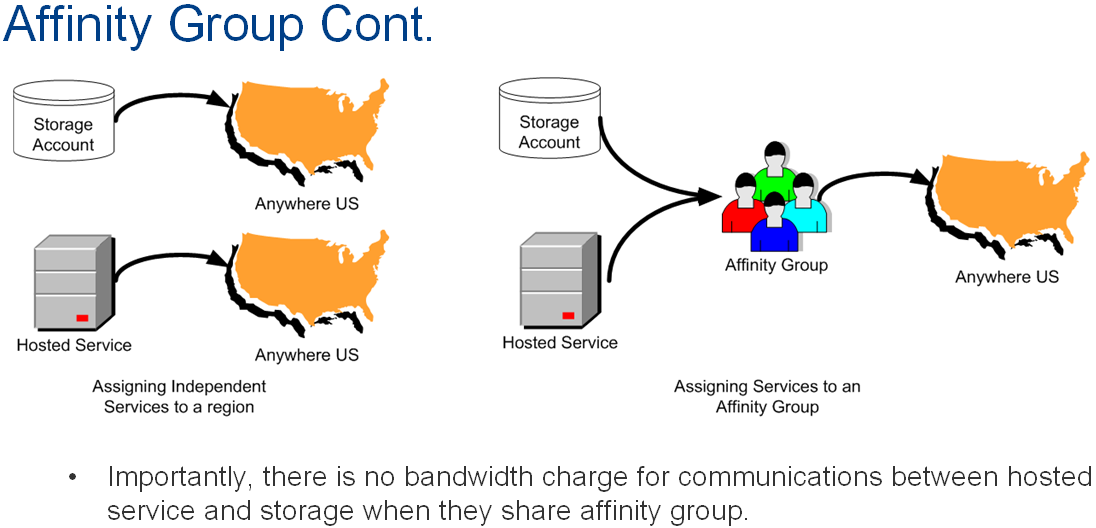 Affinity Group Cont.
Storage
Account
Anywhere US
Hosted Service
Anywhere US
Assigning Independent
Services to a region
Storage
Account
Affinity Group
Anywhere US
Hosted Service
Assigning Services to an
Affinity Group
• Importantly, there is no bandwidth charge for communications between hosted
service and storage when they share affinity group.